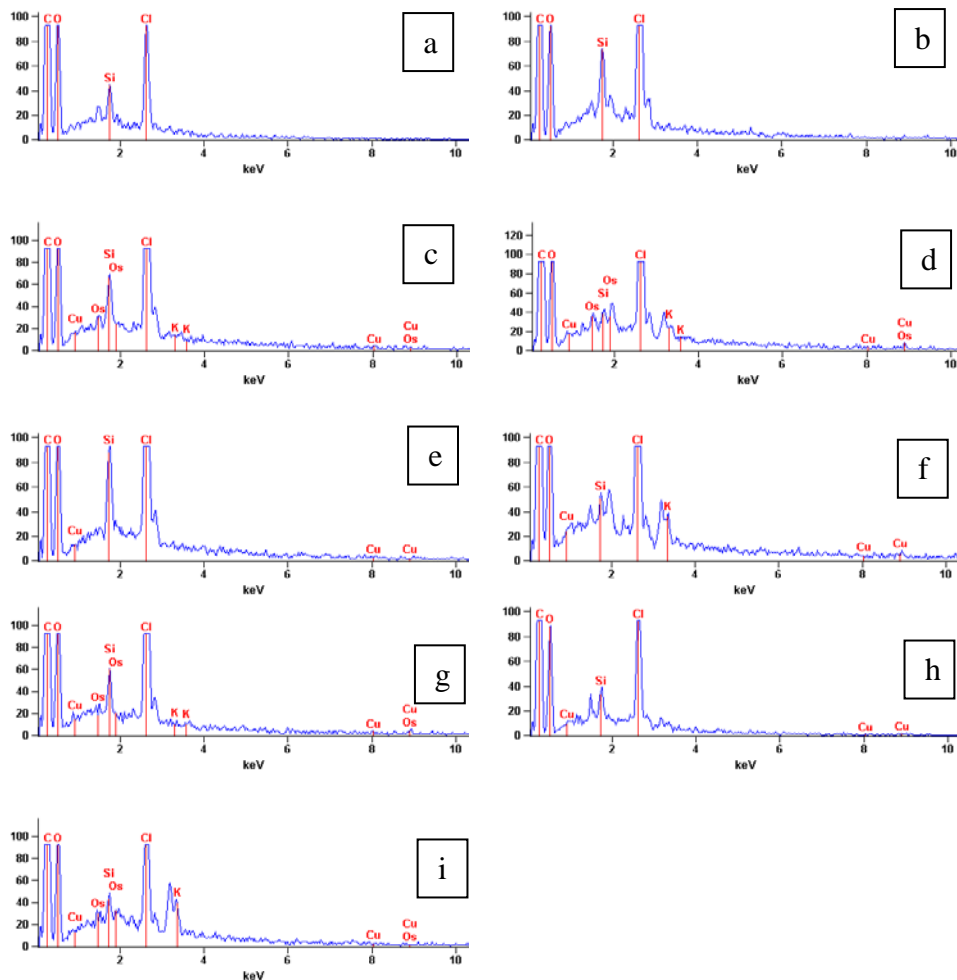 a
100
80
60
40
20
0
C O Si Cl
2 4 6 8 10
keV
b
100
80
60
40
20
0
C O Si Cl
2 4 6 8 10
keV
c
100
80
60
40
20
0
C O Cu Os Si Os Cl K K Cu Cu Os
2 4 6 8 10
keV
d
120
100
80
60
40
20
0
C O Cu Os Si Os Cl K K Cu Cu Os
2 4 6 8 10
keV
e
100
80
60
40
20
0
C O Cu Si Cl Cu Cu
2 4 6 8 10
keV
f
100
80
60
40
20
0
C O Cu Si Cl K Cu Cu
2 4 6 8 10
keV
g
100
80
60
40
20
0
C O Cu Os Si Os Cl K K Cu Cu Os
2 4 6 8 10
keV
h
100
80
60
40
20
0
C O Cu Si Cl Cu Cu
2 4 6 8 10
keV
i
100
80
60
40
20
0
C O Cu Os Si Os Cl K Cu Cu Os
2 4 6 8 10
keV